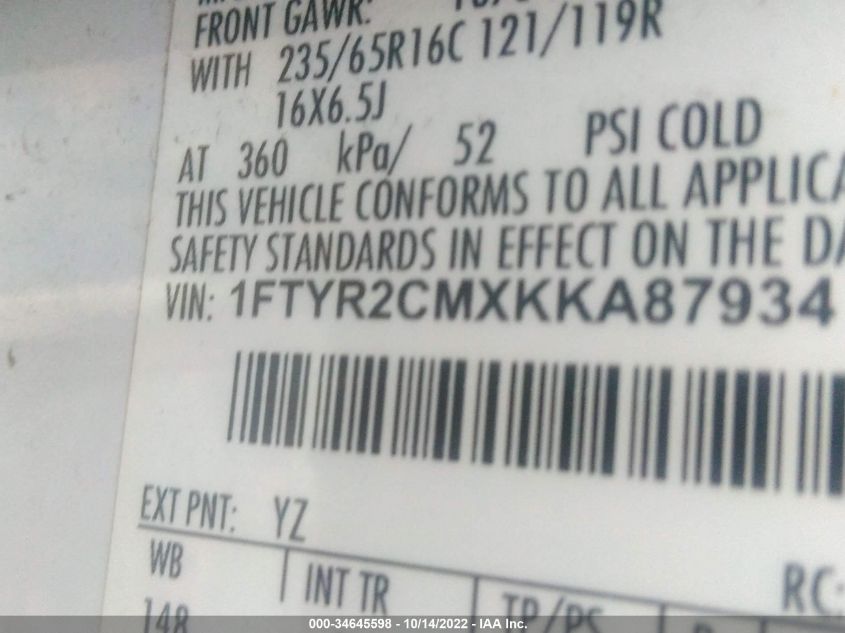 FRONT GAWR:
WITH 235/65R16C 121/119R
16X6.5J
AT 360 kPa/ 52 PSI COLD
THIS VEHICLE CONFORMS TO ALL APPLICA
SAFETY STANDARDS IN EFFECT ON THE DA
VIN: 1FTYR2CMXKKA87934
EXT PNT: YZ
RC:
WB INT TR TP/PS
148
000-34645598 - 10/14/2022 - IAA Inc.